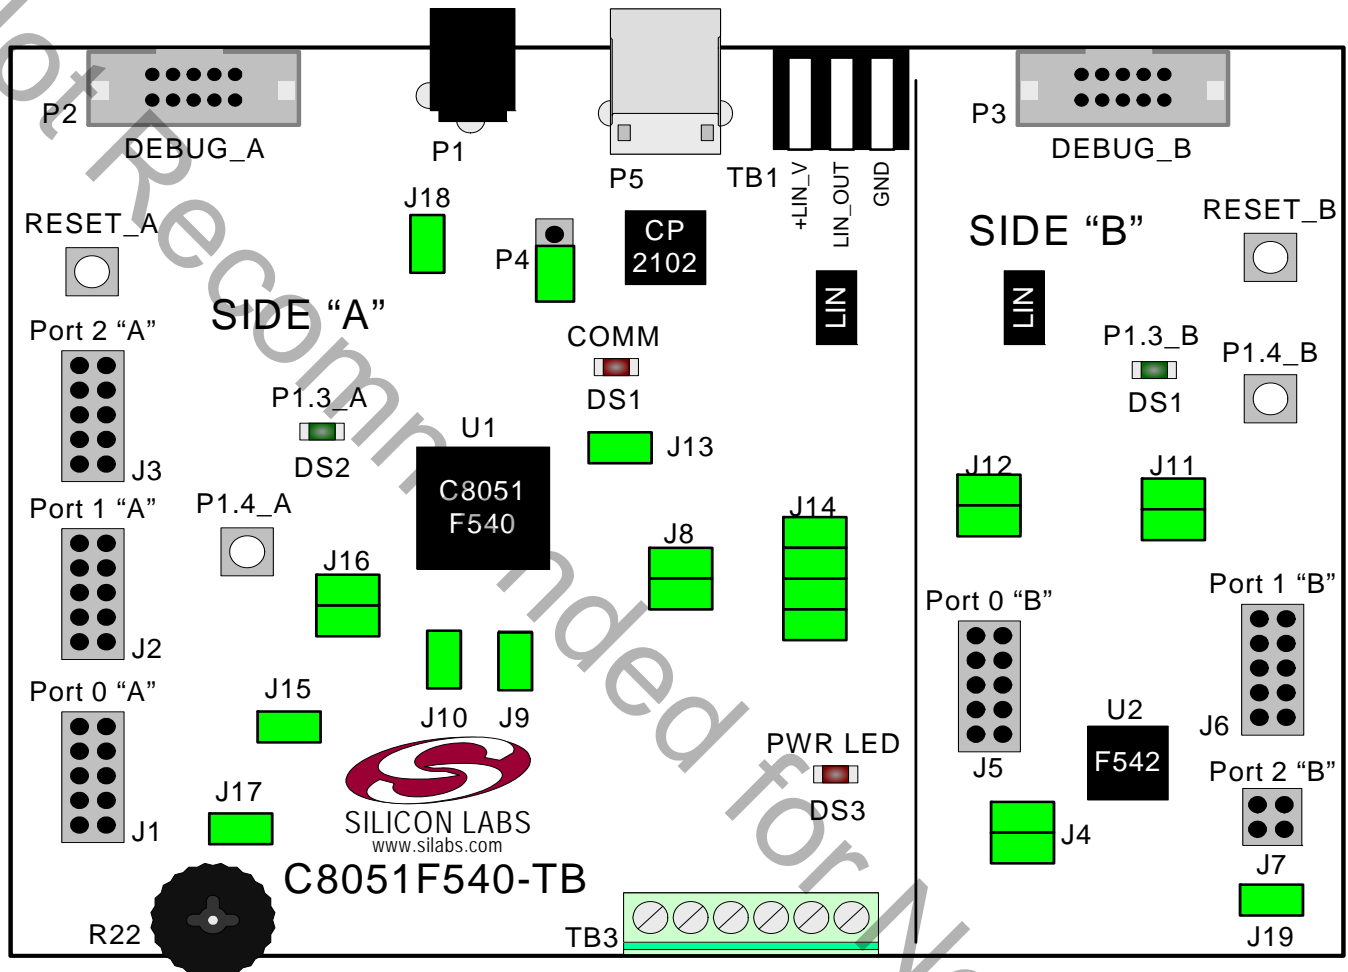 P2
DEBUG_A
P1
P5
TB1
+LIN_V
LIN_OUT
GND
P3
DEBUG_B
RESET_A
J18
P4
CP
2102
SIDE “B”
RESET_B
SIDE “A”
LIN
LIN
Port 2 “A”
COMM
DS1
P1.3_B
DS1
P1.4_B
P1.3_A
DS2
U1
J13
J3
C8051
F540
J12
J11
Port 1 “A”
P1.4_A
J14
J8
J16
Port 0 “B”
Port 1 “B”
J2
Port 0 “A”
J15
J10
J9
U2
J6
PWR LED
F542
J5
Port 2 “B”
J17
DS3
J1
SILICON LABS
www.silabs.com
J4
J7
C8051F540-TB
R22
TB3
J19
Not Recommended for Ne